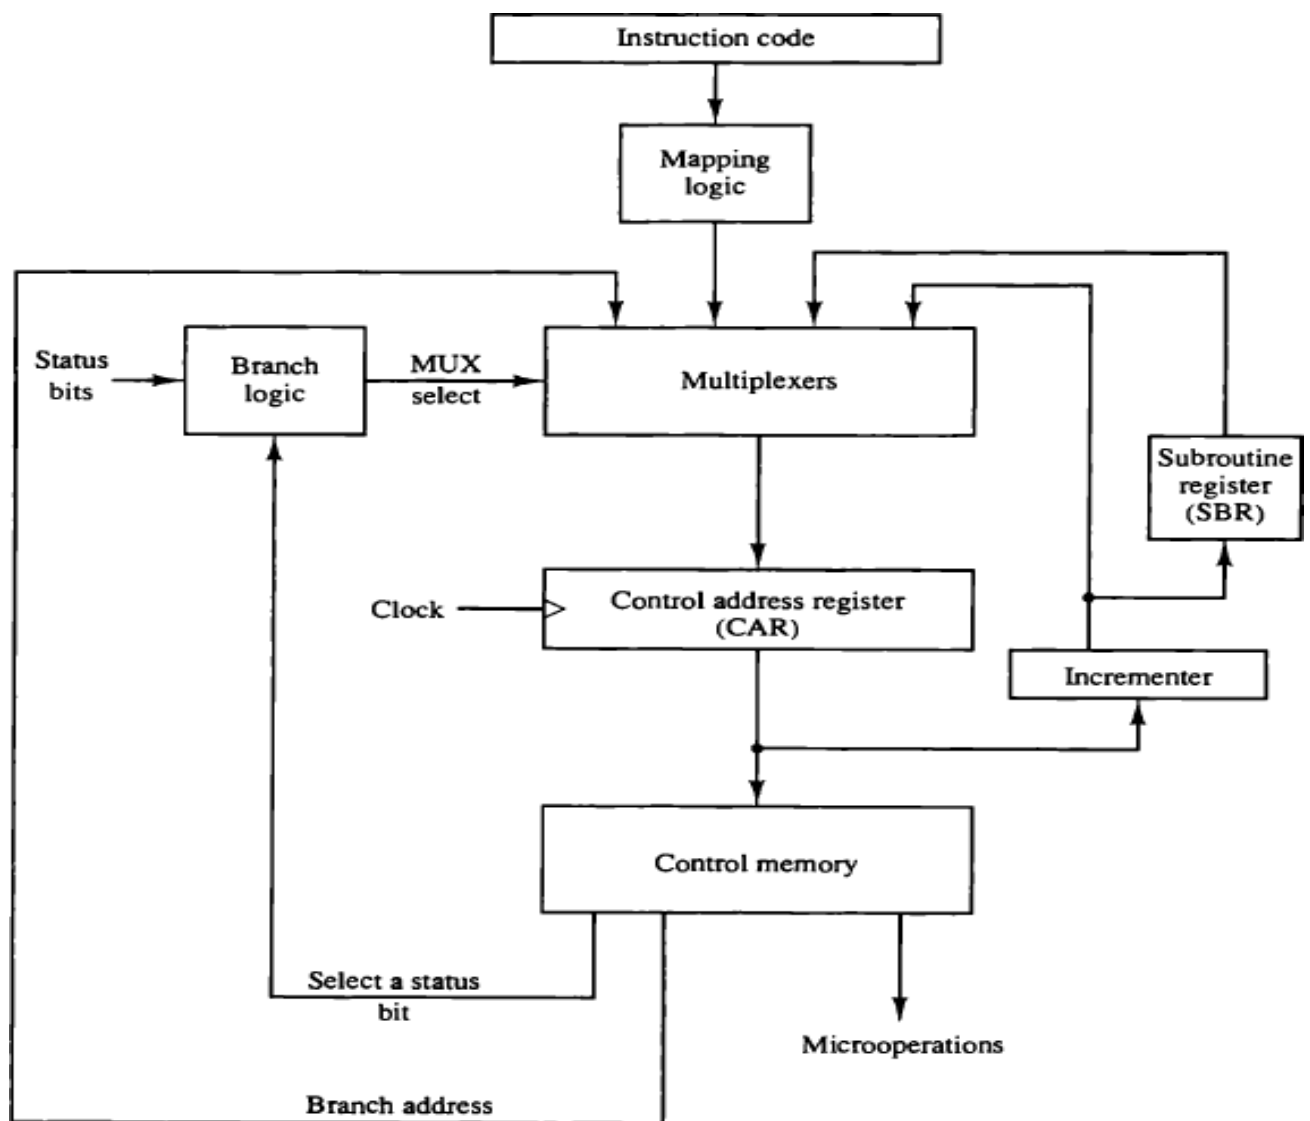 Instruction code
Mapping
logic
Status
bits
Branch
logic
MUX
select
Multiplexers
Subroutine
register
(SBR)
Clock
Control address register
(CAR)
Incrementer
Control memory
Select a status
bit
Microoperations
Branch address